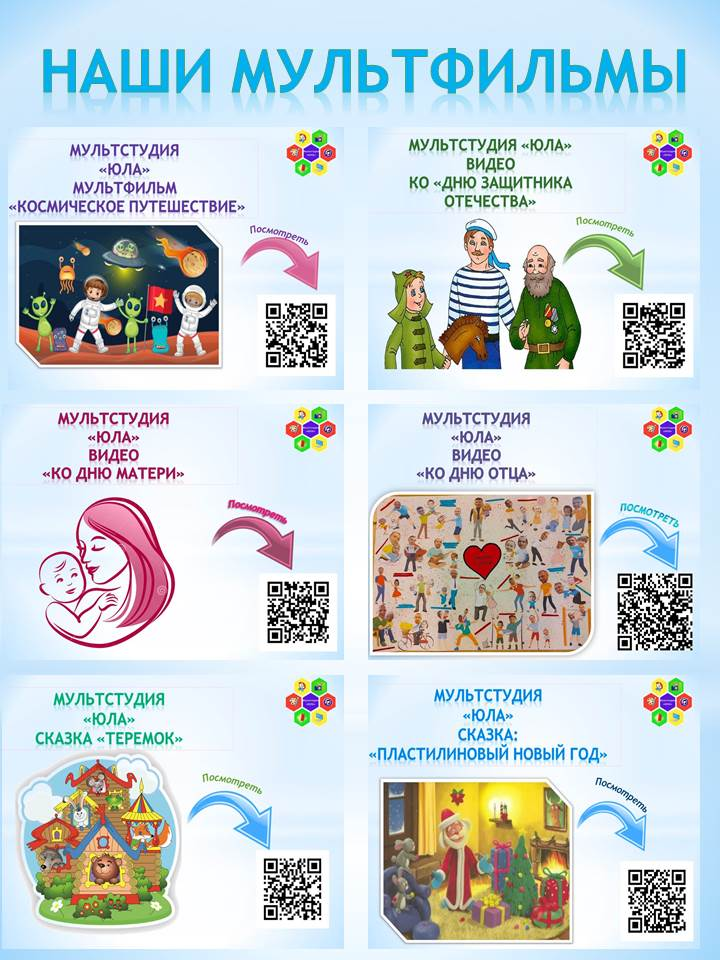 НАШИ МУЛЬТФИЛЬМЫ
МУЛЬТСТУДИЯ
«ЮЛА»
МУЛЬТФИЛЬМ
«КОСМИЧЕСКОЕ ПУТЕШЕСТВИЕ»
Посмотреть
МУЛЬТСТУДИЯ «ЮЛА»
ВИДЕО
КО «ДНЮ ЗАЩИТНИКА
ОТЕЧЕСТВА»
Посмотреть
МУЛЬТСТУДИЯ
«ЮЛА»
ВИДЕО
«КО ДНЮ МАТЕРИ»
Посмотреть
МУЛЬТСТУДИЯ
«ЮЛА»
ВИДЕО
«КО ДНЮ ОТЦА»
ПОСМОТРЕТЬ
МУЛЬТСТУДИЯ
«ЮЛА»
СКАЗКА «ТЕРЕМОК»
Посмотреть
МУЛЬТСТУДИЯ
«ЮЛА»
СКАЗКА:
«ПЛАСТИЛИНОВЫЙ НОВЫЙ ГОД»
Посмотреть